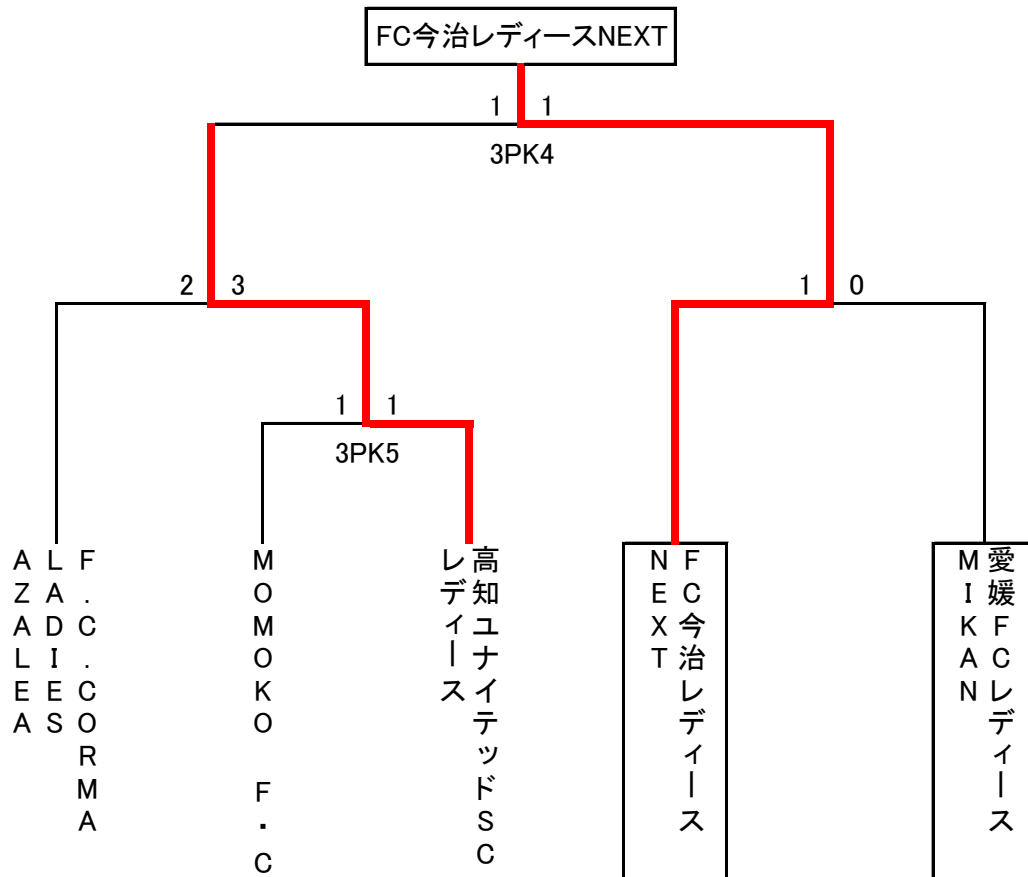 FC今治レディースNEXT
1 1
3PK4
2 3
1 0
1 1
3PK5
F.C.CORMA
LADIES
AZALEA
MOMOKO F・C
高知ユナイテッドSC
レディース
FC今治レディース
NEXT
愛媛FCレディース
MIKAN